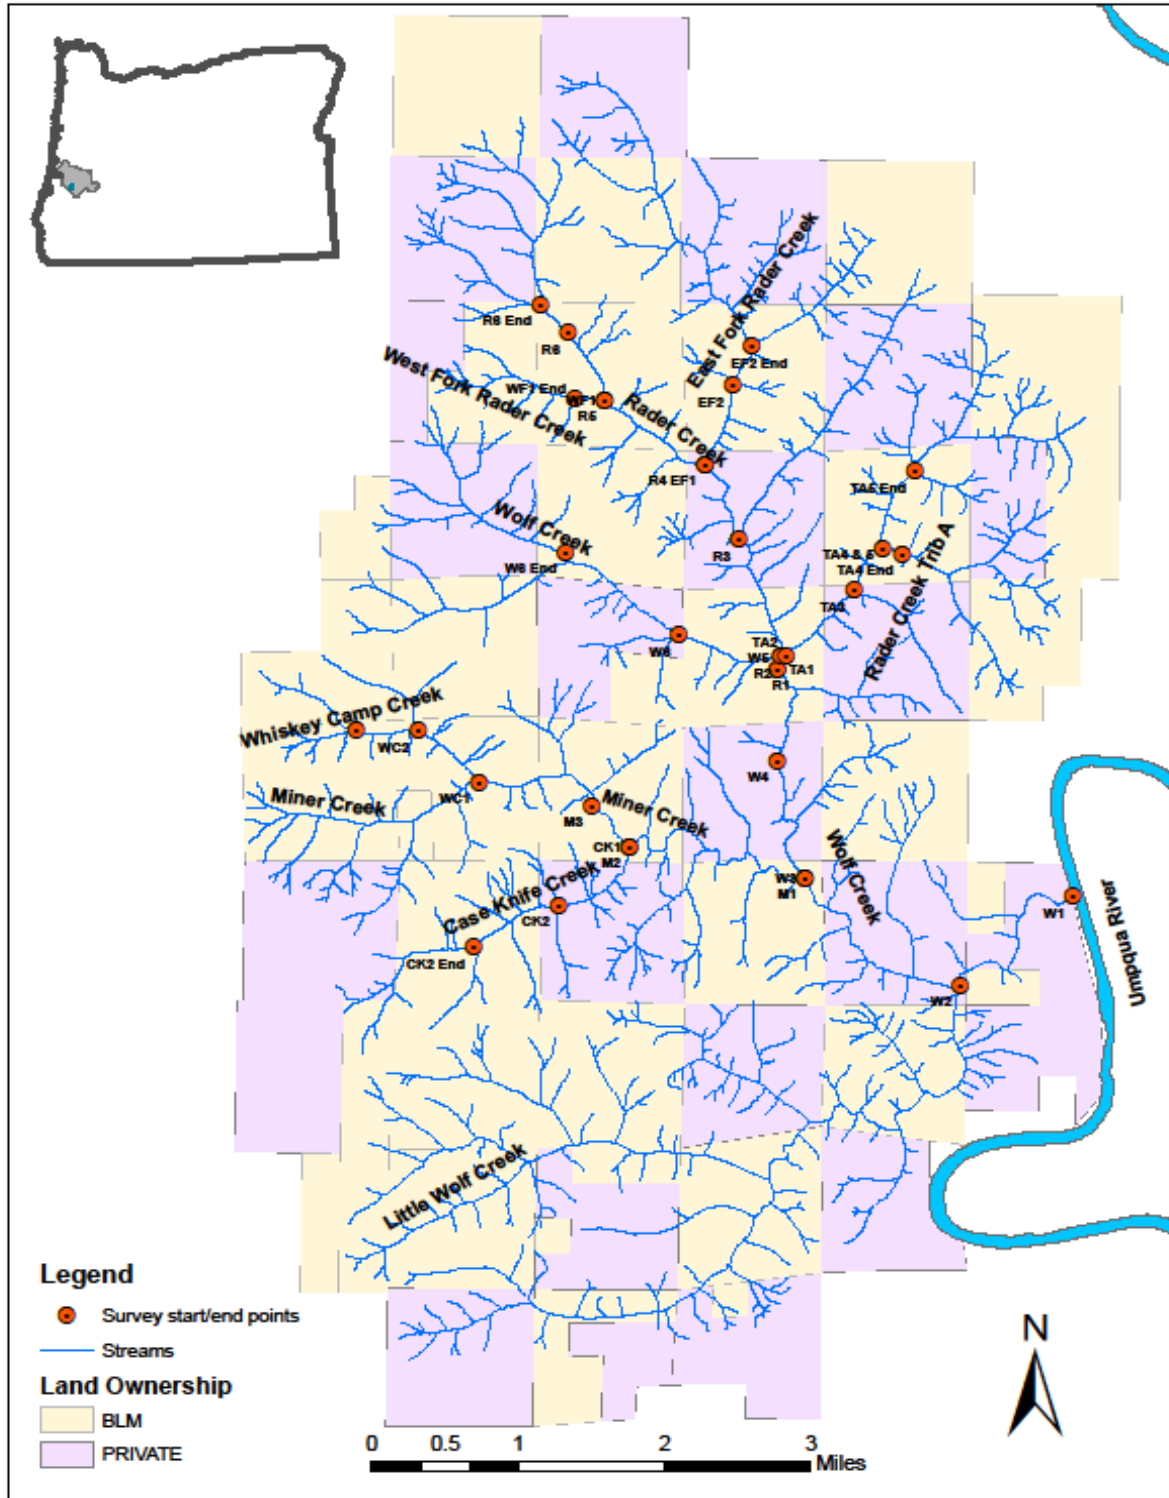 East Fork Rader Creek
R6 End
R6
EF2 End
West Fork Rader Creek
WF1 End
WF1
R5
EF2
Rader Creek
R4 EF1
TA5 End
Wolf Creek
W6 End
R3
TA4 & 5
TA4 End
Rader Creek Trib A
TA3
W6
TA2
W5
TA1
R2
R1
Whiskey Camp Creek
WC2
W4
Miner Creek
WC1
M3
Miner Creek
CK1
M2
Wolf Creek
Case Knife Creek
W3
M1
CK2
W1
Umpqua River
CK2 End
W2
Little Wolf Creek
Legend
Survey start/end points
Streams
Land Ownership
BLM
PRIVATE
N
0 0.5 1 2 3
Miles